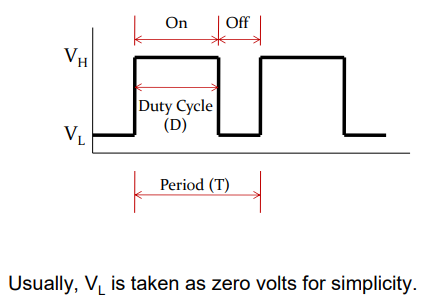 On Off
V_H
Duty Cycle
(D)
V_L
Period (T)
Usually, V_L is taken as zero volts for simplicity.